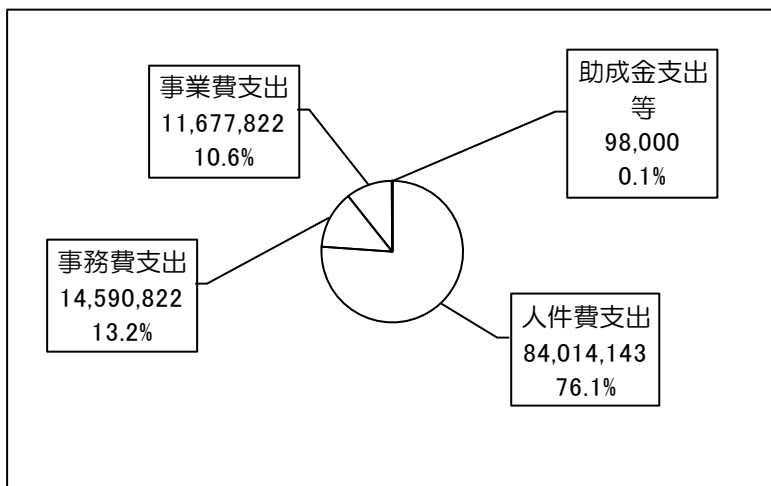 事業費支出
11,677,822
10.6%
助成金支出
等
98,000
0.1%
事務費支出
14,590,822
13.2%
人件費支出
84,014,143
76.1%